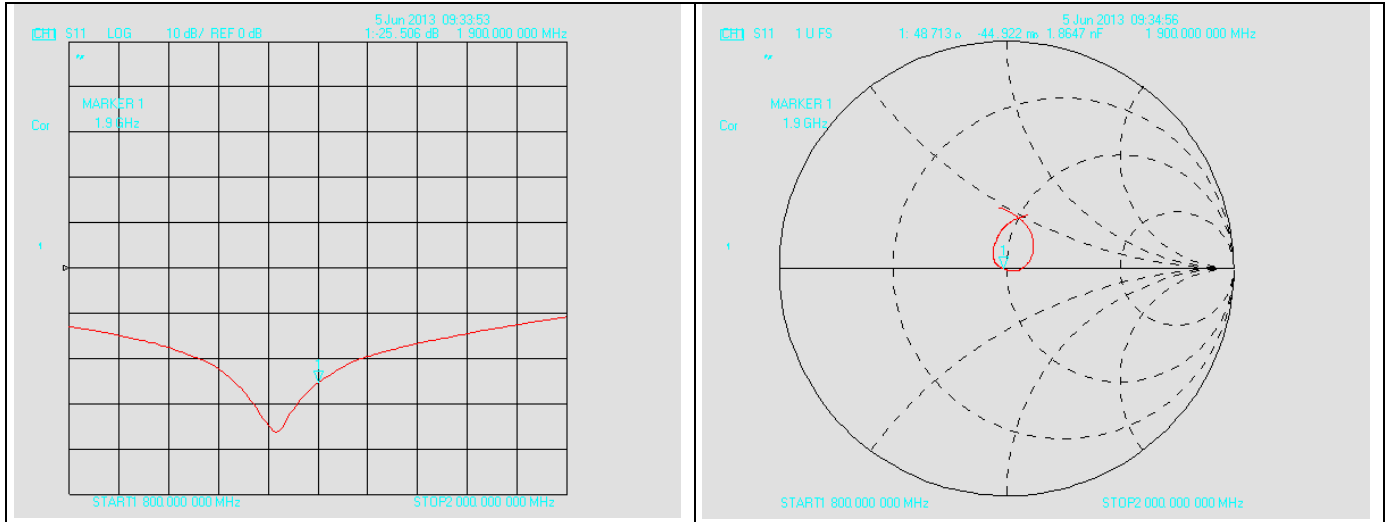 5 Jun 2013 09:33:53
CH1 S11 LOG 10 dB/ REF 0 dB 1:-25.506 dB 1 900.000 000 MHz
MARKER 1
1.9 GHz
Cor
1
1
START1 800.000 000 MHz STOP2 000.000 000 MHz
5 Jun 2013 09:34:56
CH1 S11 1 U FS 1: 48.713 -44.922 1.8647 nF 1 900.000 000 MHz
MARKER 1
1.9 GHz
Cor
1
1
START1 800.000 000 MHz STOP2 000.000 000 MHz